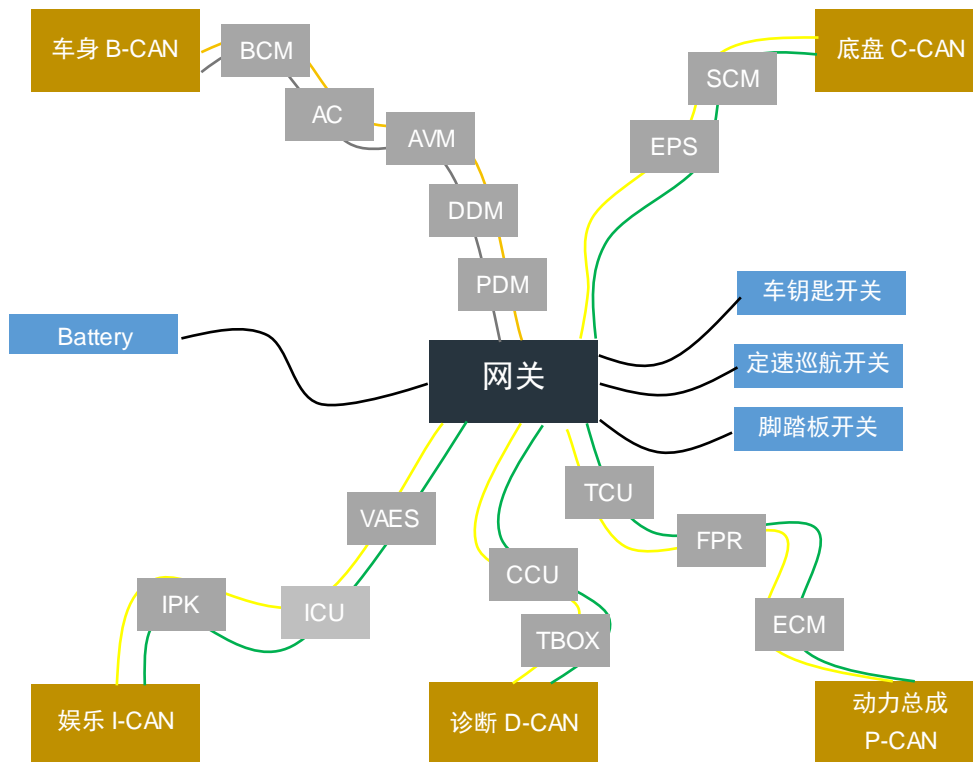 车身 B-CAN
BCM
底盘 C-CAN
SCM
AC
AVM
EPS
DDM
PDM
车钥匙开关
Battery
网关
定速巡航开关
脚踏板开关
TCU
VAES
FPR
CCU
IPK
ICU
TBOX
ECM
娱乐 I-CAN
诊断 D-CAN
动力总成
P-CAN